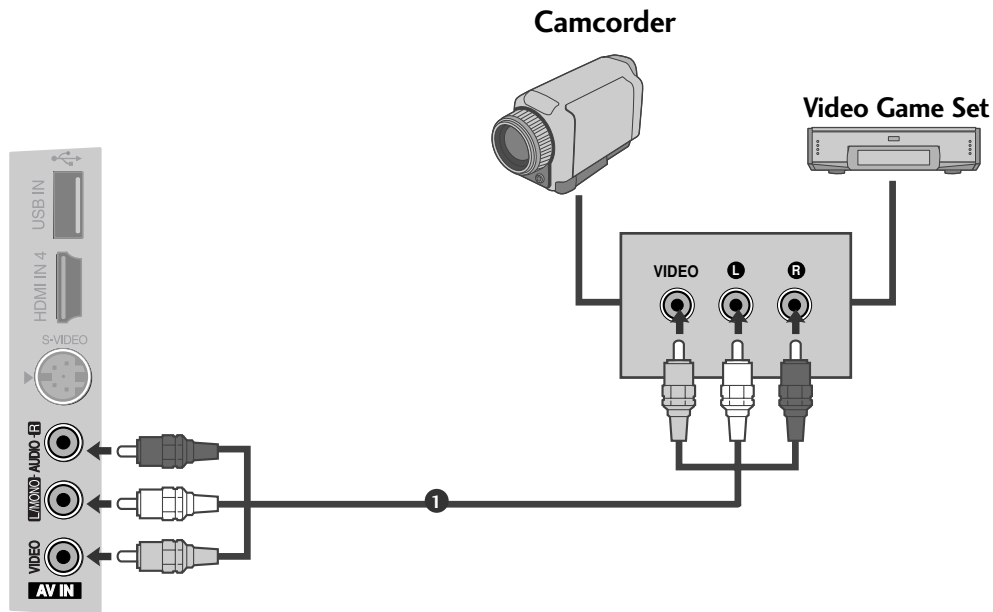 Camcorder
Video Game Set
USB IN
HDMI IN 4
S-VIDEO
VIDEO L R
L/MONO-AUDIO-R
VIDEO
AV IN
1